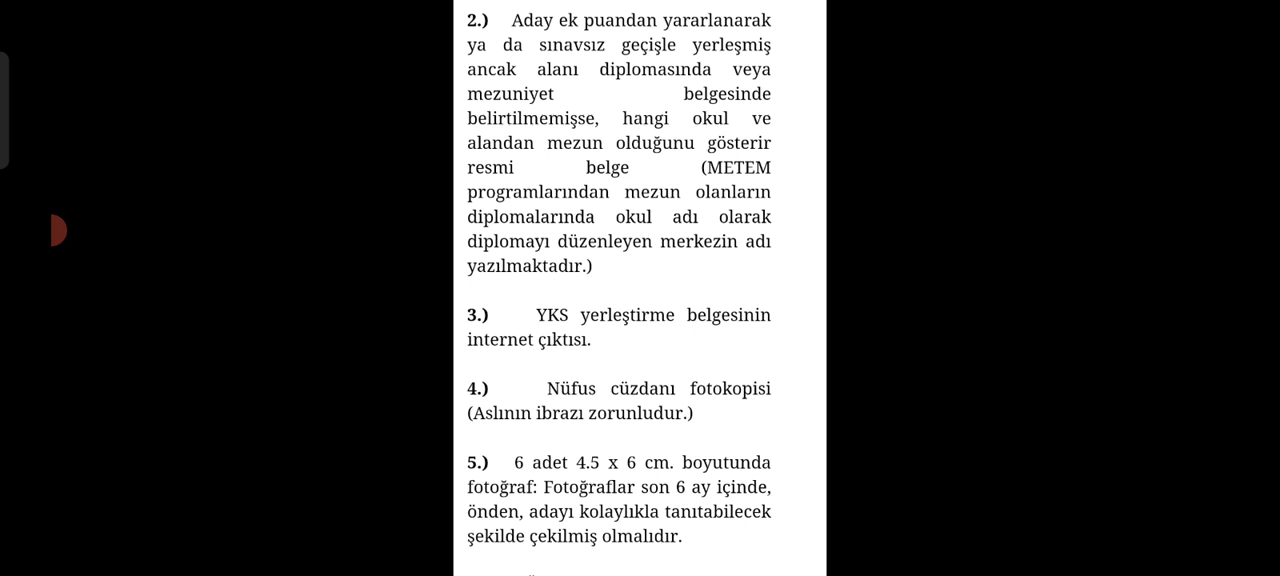 2.) Aday ek puandan yararlanarak
ya da sınavsız geçişle yerleşmiş
ancak alanı diplomasında veya
mezuniyet belgesinde
belirtilmemişse, hangi okul ve
alandan mezun olduğunu gösterir
resmi belge (METEM
programlarından mezun olanların
diplomalarında okul adı olarak
diplomayı düzenleyen merkezin adı
yazılmaktadır.)
3.) YKS yerleştirme belgesinin
internet çıktısı.
4.) Nüfus cüzdanı fotokopisi
(Aslının ibrazı zorunludur.)
5.) 6 adet 4.5 x 6 cm. boyutunda
fotoğraf: Fotoğraflar son 6 ay içinde,
önden, adayı kolaylıkla tanıtabilecek
şekilde çekilmiş olmalıdır.